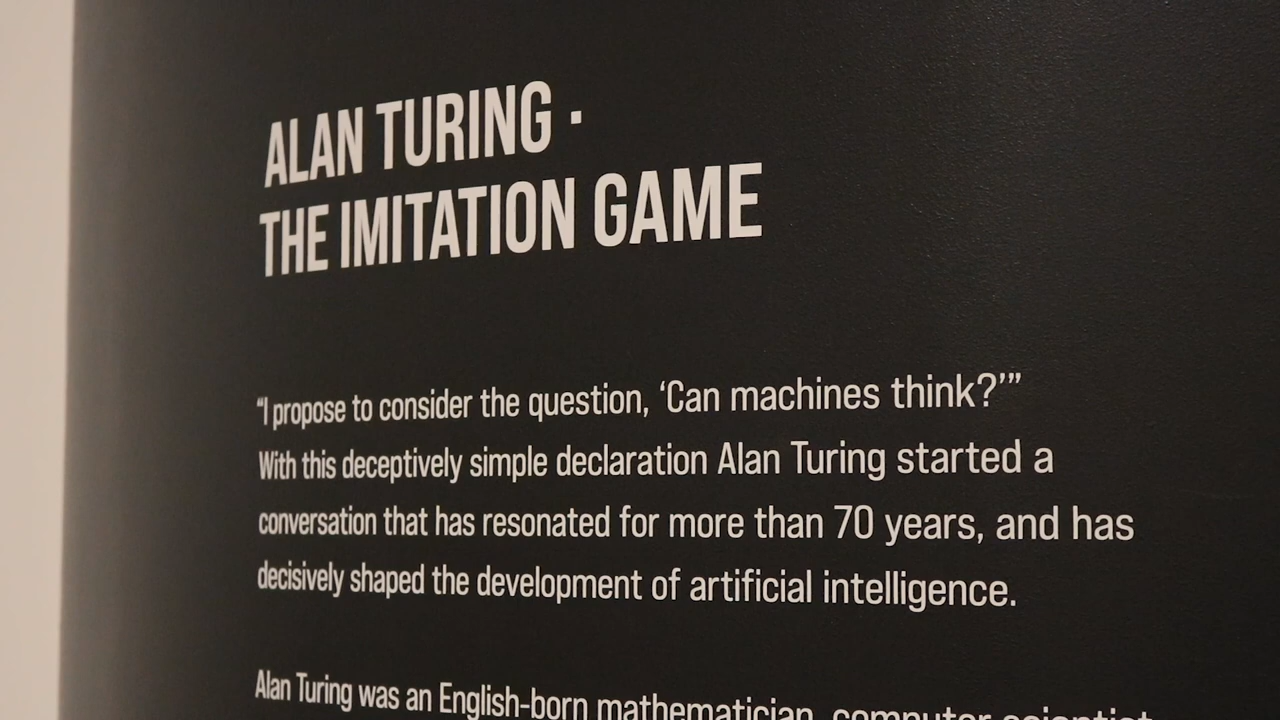 ALAN TURING ·
THE IMITATION GAME
“I propose to consider the question, ‘Can machines think?’”
With this deceptively simple declaration Alan Turing started a
conversation that has resonated for more than 70 years, and has
decisively shaped the development of artificial intelligence.
Alan Turing was an English-born mathematician, computer scientist